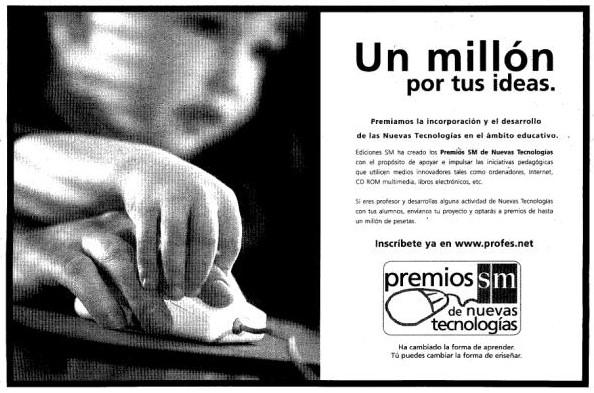 Un millón
por tus ideas.
Premiamos la incorporación y el desarrollo
de las Nuevas Tecnologías en el ámbito educativo.
Ediciones SM ha creado los Premios SM de Nuevas Tecnologías
con el propósito de apoyar e impulsar las iniciativas pedagógicas
que utilicen medios innovadores tales como ordenadores, Internet,
CD ROM multimedia, libros electrónicos, etc.
Si eres profesor y desarrollas alguna actividad de Nuevas Tecnologías
con tus alumnos, envíanos tu proyecto y optarás a premios de hasta
un millón de pesetas.
Inscríbete ya en www.profes.net
premios sm
de nuevas
tecnologías
Ha cambiado la forma de aprender.
Tú puedes cambiar la forma de enseñar.